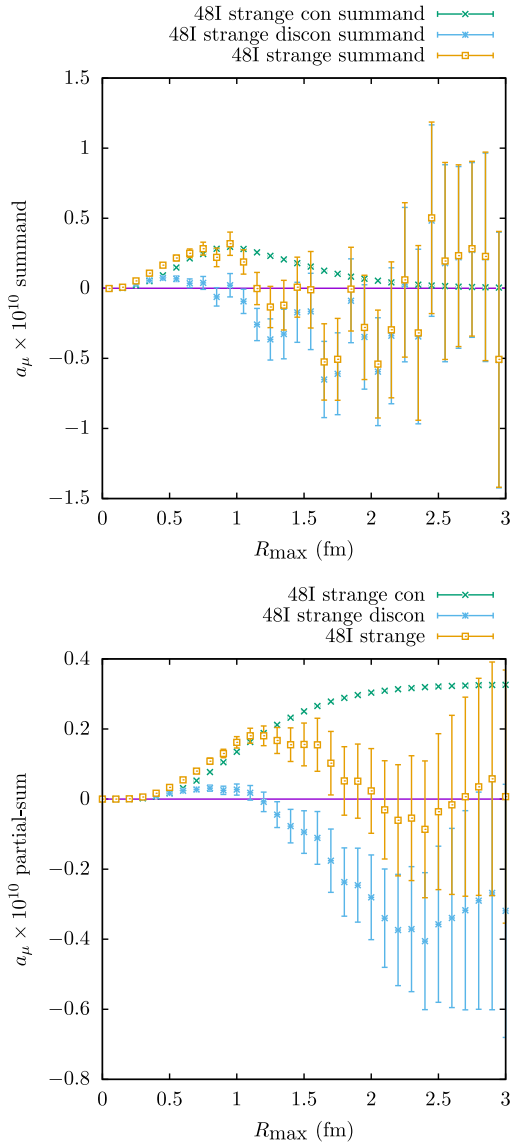 48I strange con summand
48I strange discon summand
48I strange summand
1.5
1
0.5
0
−0.5
−1
−1.5
a_μ × 10^10 summand
0 0.5 1 1.5 2 2.5 3
R_max (fm)
48I strange con
48I strange discon
48I strange
0.4
0.2
0
−0.2
−0.4
−0.6
−0.8
a_μ × 10^10 partial-sum
0 0.5 1 1.5 2 2.5 3
R_max (fm)